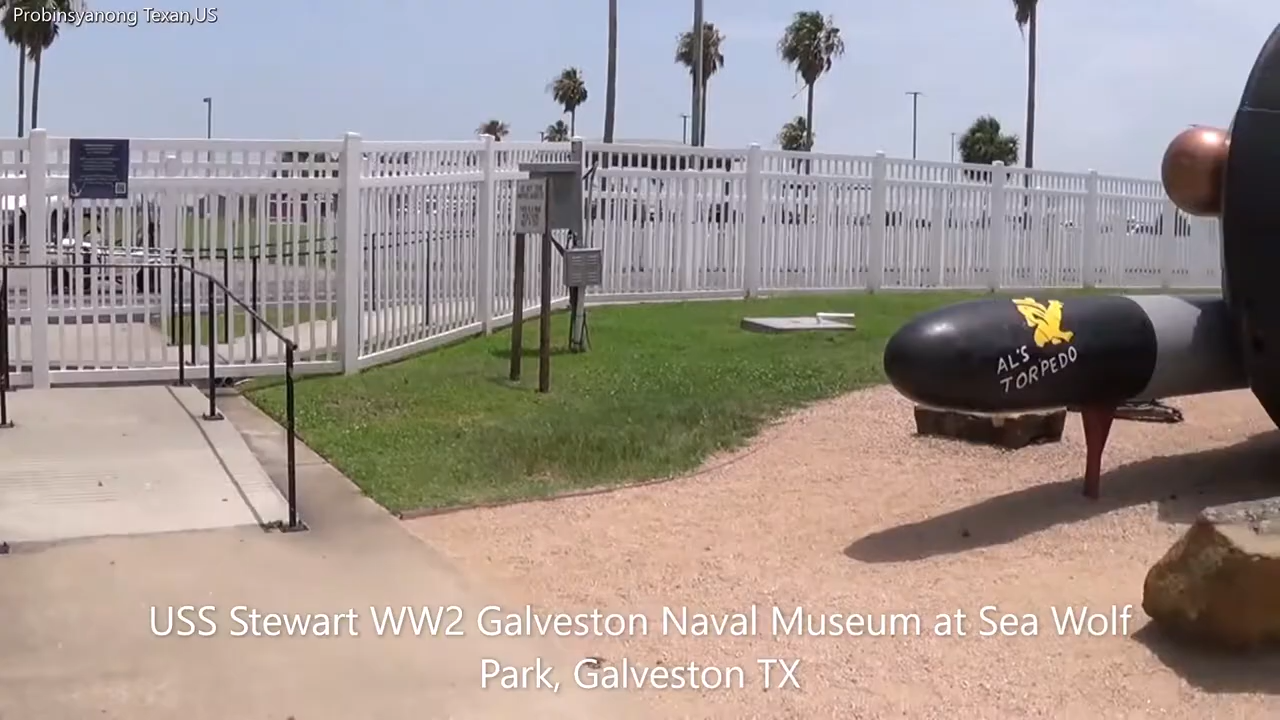 Probinsyanong Texan,US
AL'S
TORPEDO
USS Stewart WW2 Galveston Naval Museum at Sea Wolf
Park, Galveston TX